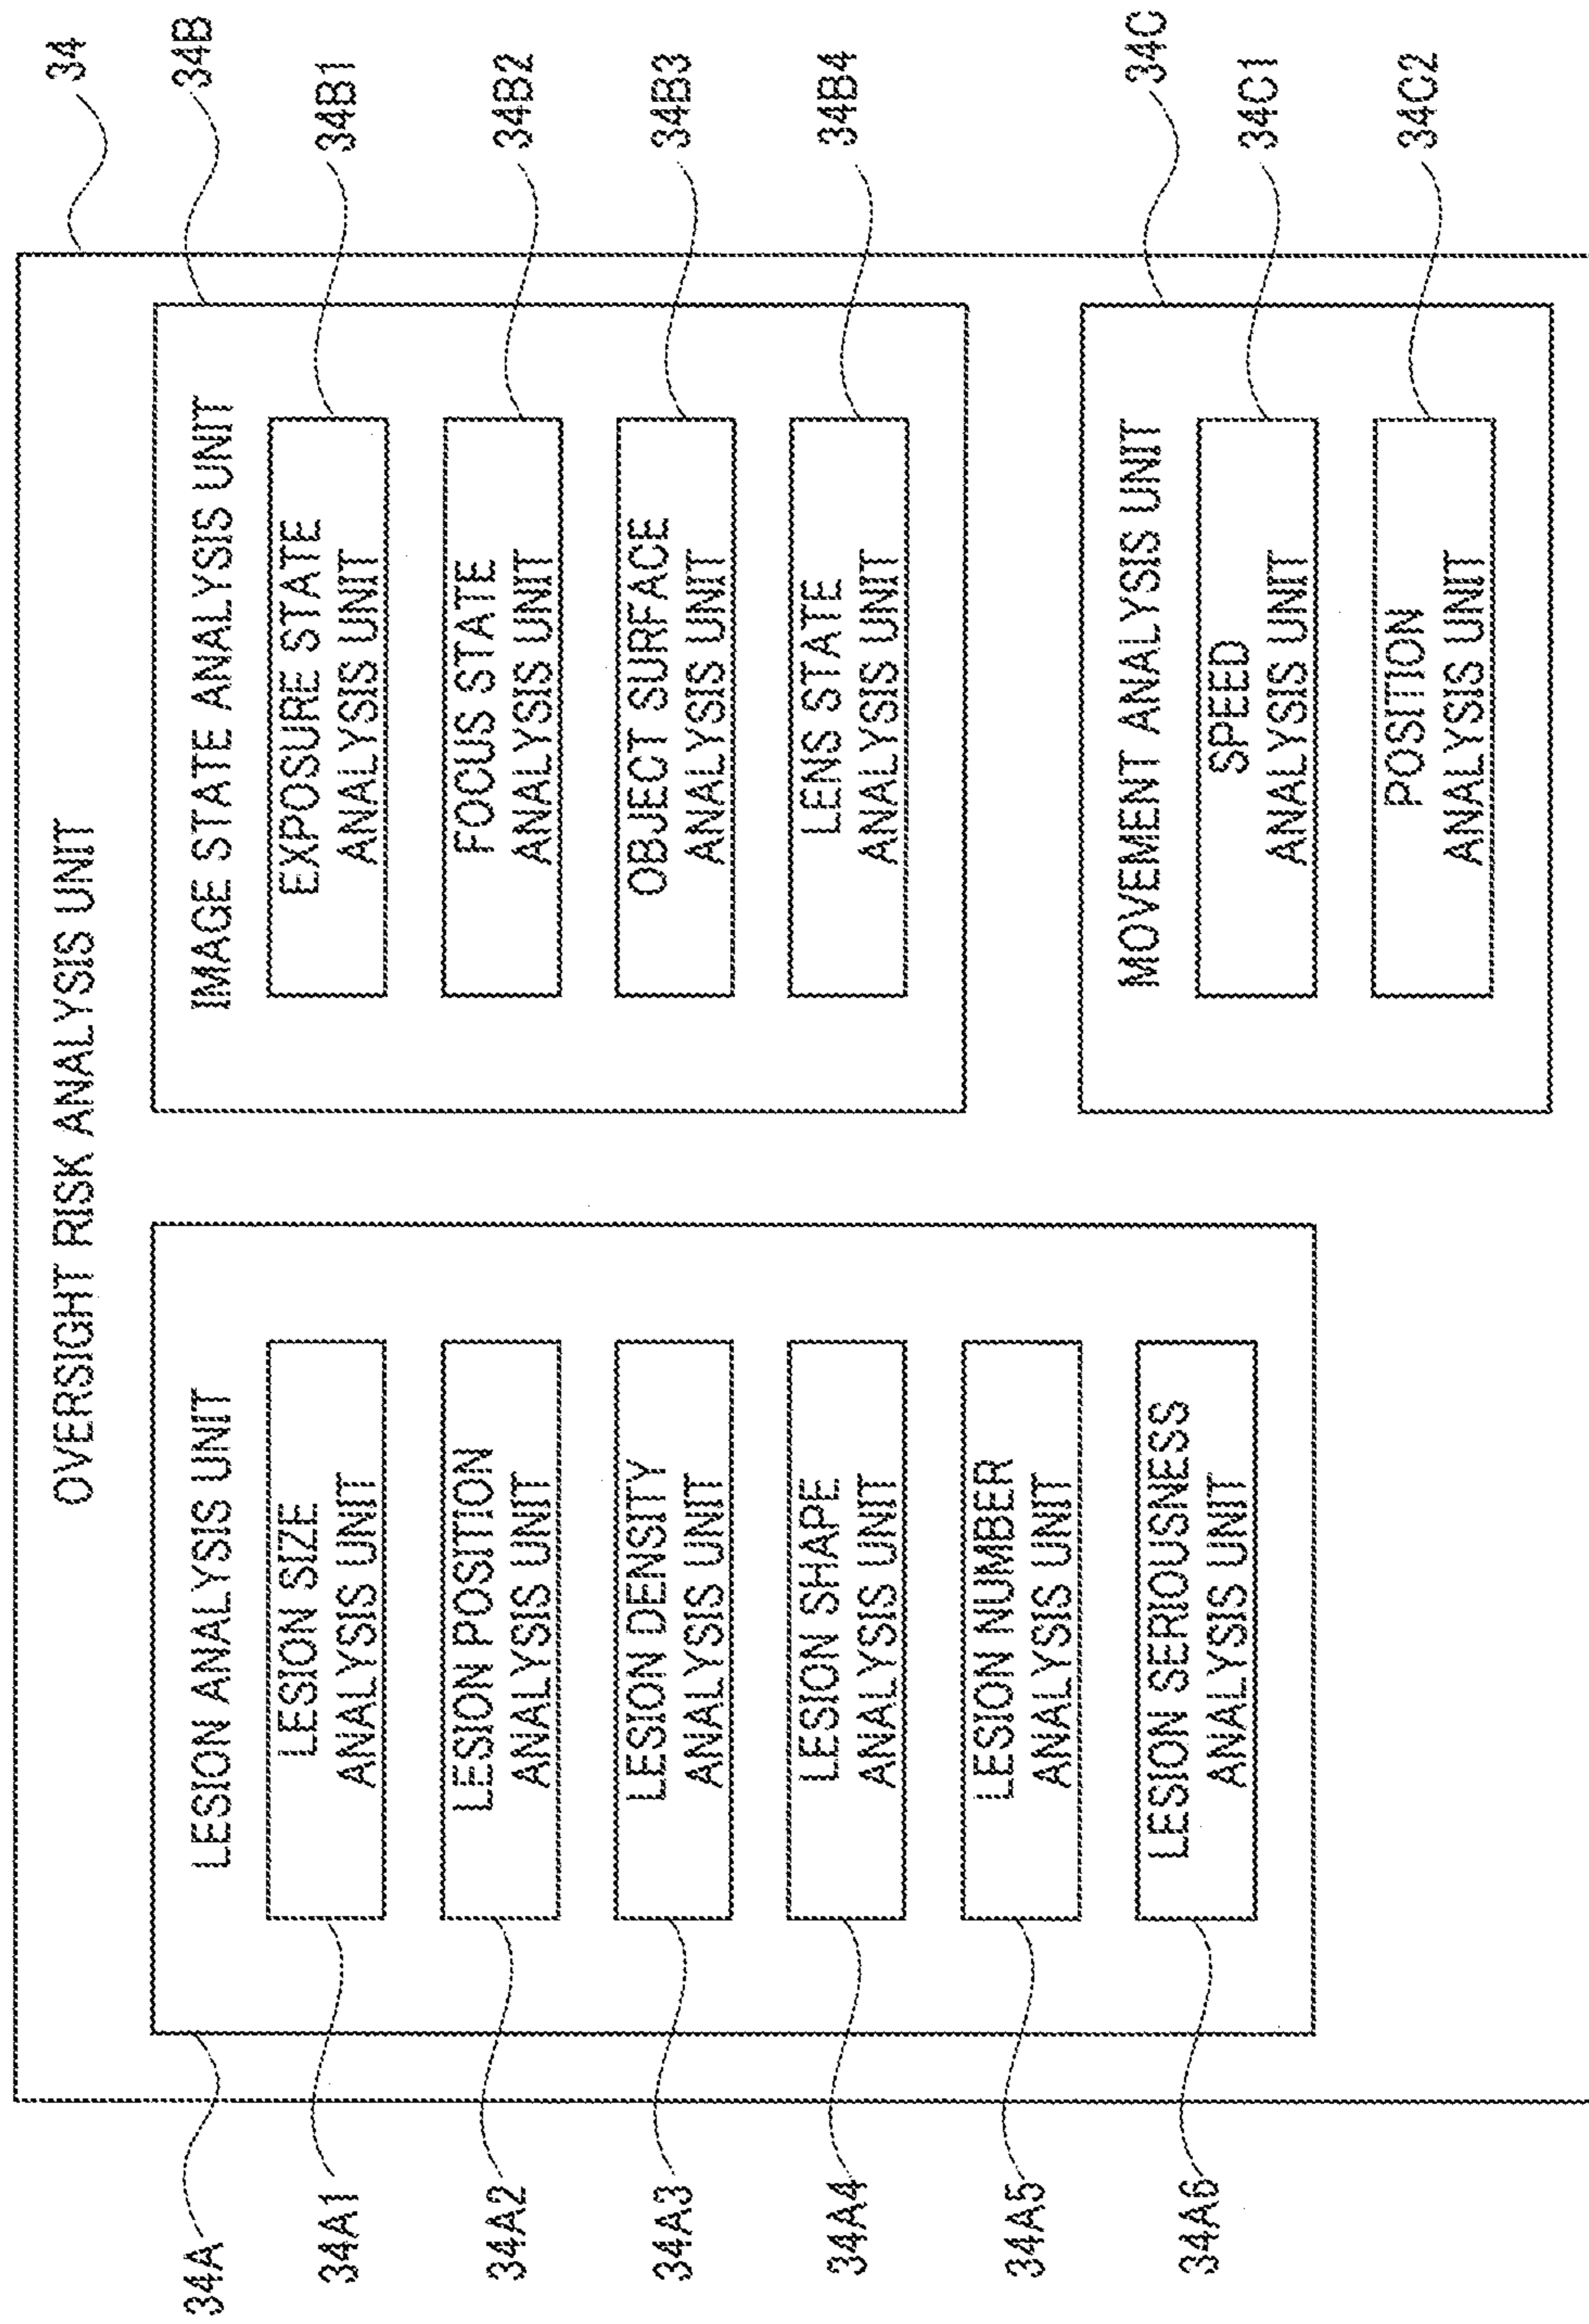 34
OVERSIGHT RISK ANALYSIS UNIT
34A
LESION ANALYSIS UNIT
34A1
LESION SIZE
ANALYSIS UNIT
34A2
LESION POSITION
ANALYSIS UNIT
34A3
LESION DENSITY
ANALYSIS UNIT
34A4
LESION SHAPE
ANALYSIS UNIT
34A5
LESION NUMBER
ANALYSIS UNIT
34A6
LESION SERIOUSNESS
ANALYSIS UNIT
34B
IMAGE STATE ANALYSIS UNIT
34B1
EXPOSURE STATE
ANALYSIS UNIT
34B2
FOCUS STATE
ANALYSIS UNIT
34B3
OBJECT SURFACE
ANALYSIS UNIT
34B4
LENS STATE
ANALYSIS UNIT
34C
MOVEMENT ANALYSIS UNIT
34C1
SPEED
ANALYSIS UNIT
34C2
POSITION
ANALYSIS UNIT